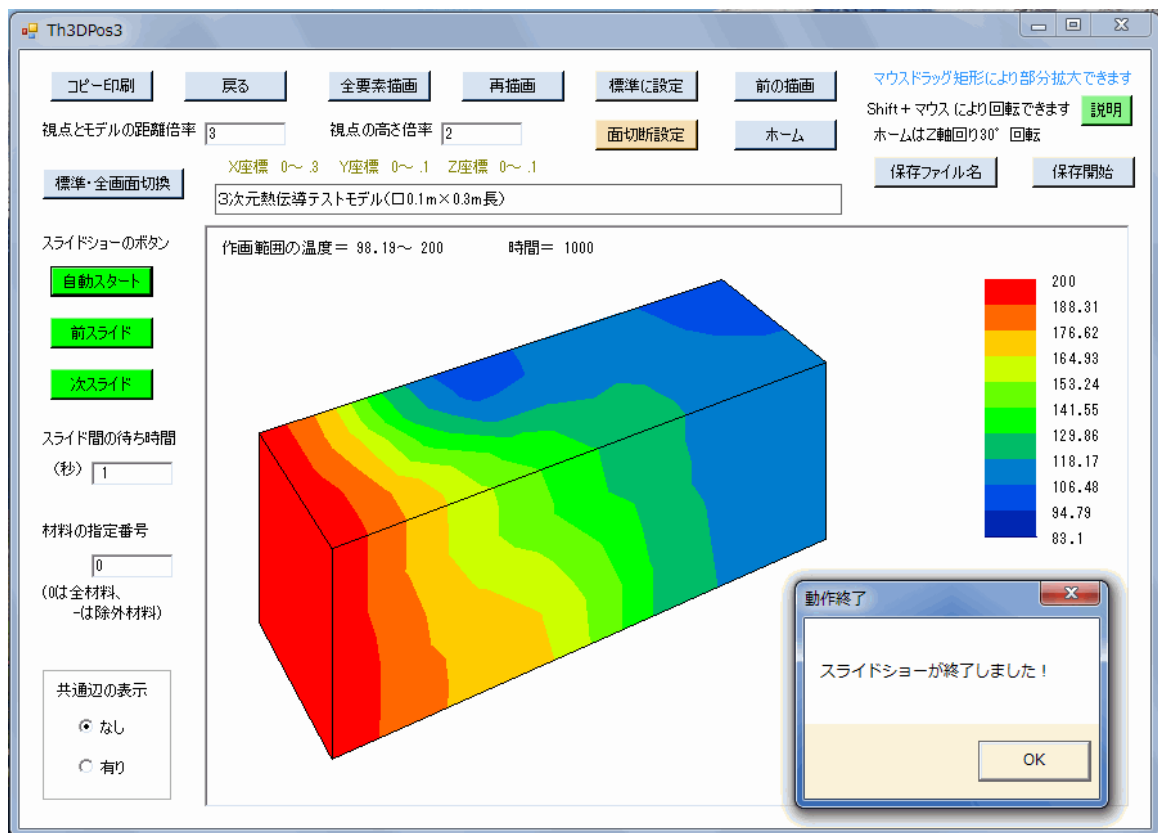 Th3DPos3
コピー印刷
戻る
全要素描画
再描画
標準に設定
前の描画
マウスドラッグ矩形により部分拡大できます
視点とモデルの距離倍率 3
視点の高さ倍率 2
面切断設定
ホーム
Shift+マウスにより回転できます
説明
ホームはZ軸回り30° 回転
標準・全画面切換
X座標 0～ .3 Y座標 0～ .1 Z座標 0～ .1
保存ファイル名
保存開始
3次元熱伝導テストモデル(□0.1m×0.3m長)
スライドショーのボタン
自動スタート
前スライド
次スライド
スライド間の待ち時間
(秒) 1
材料の指定番号
0
(0は全材料、
-は除外材料)
共通辺の表示
なし
有り
作画範囲の温度＝ 98.19～ 200 時間＝ 1000
200
188.31
176.62
164.93
153.24
141.55
129.86
118.17
106.48
94.79
83.1
動作終了
スライドショーが終了しました！
OK